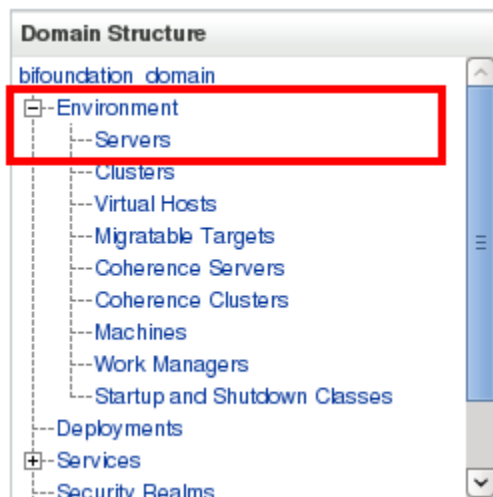 Domain Structure
bifoundation_domain
Environment
Servers
Clusters
Virtual Hosts
Migratable Targets
Coherence Servers
Coherence Clusters
Machines
Work Managers
Startup and Shutdown Classes
Deployments
Services
Security Realms